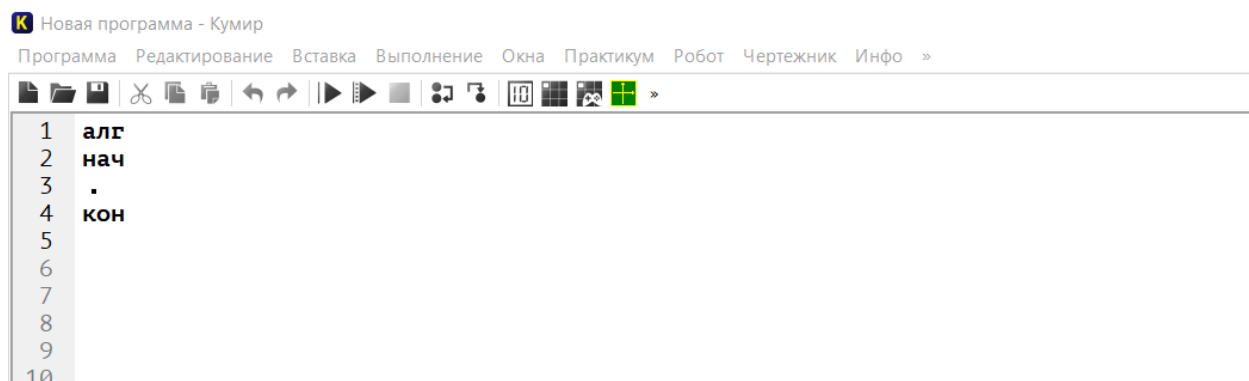 Новая программа - Кумир
Программа Редактирование Вставка Выполнение Окна Практикум Робот Чертежник Инфо »
»
1 алг
2 нач
3 .
4 кон
5
6
7
8
9
10